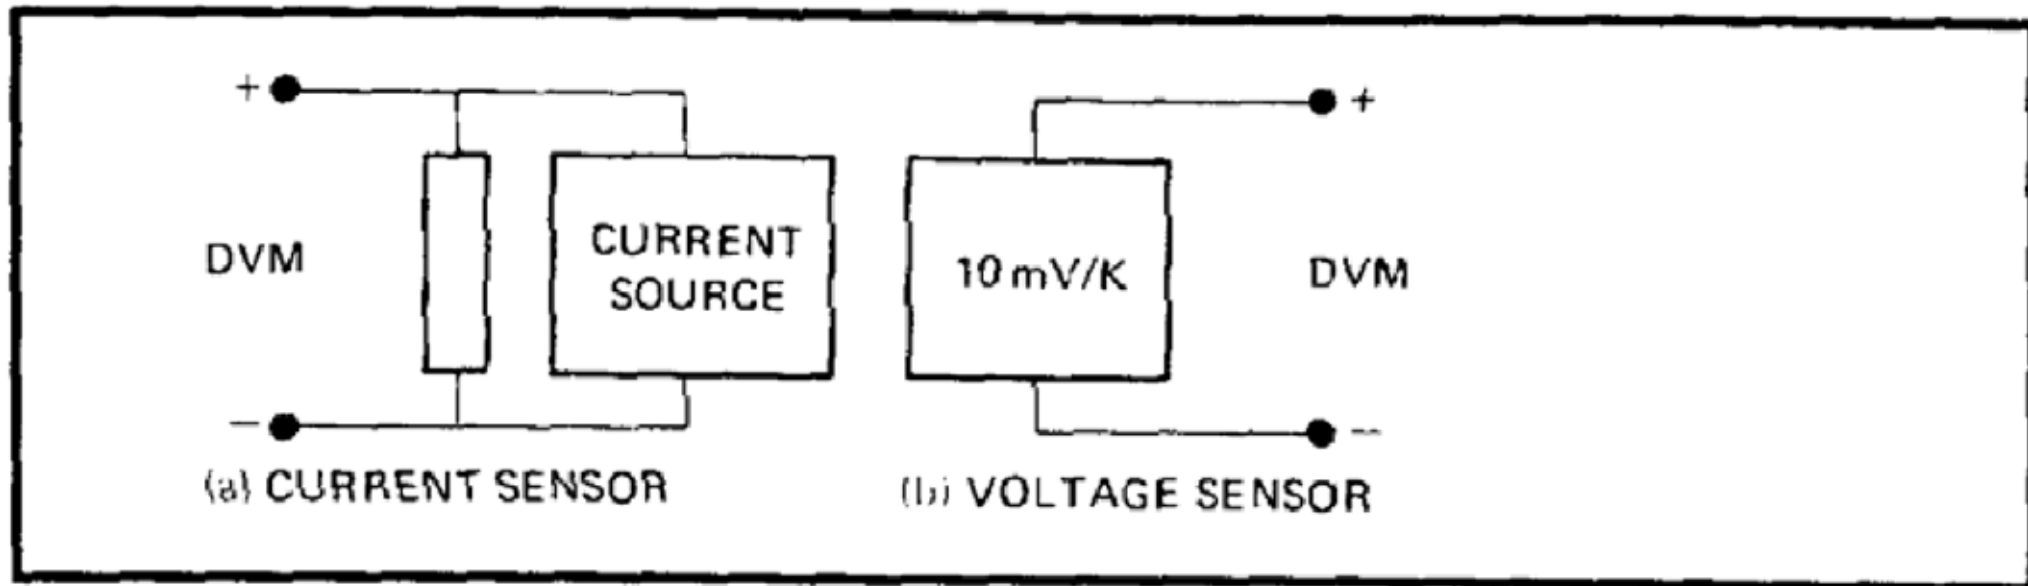 +
DVM
−
CURRENT
SOURCE
(a) CURRENT SENSOR
+
10 mV/K
DVM
−
(b) VOLTAGE SENSOR